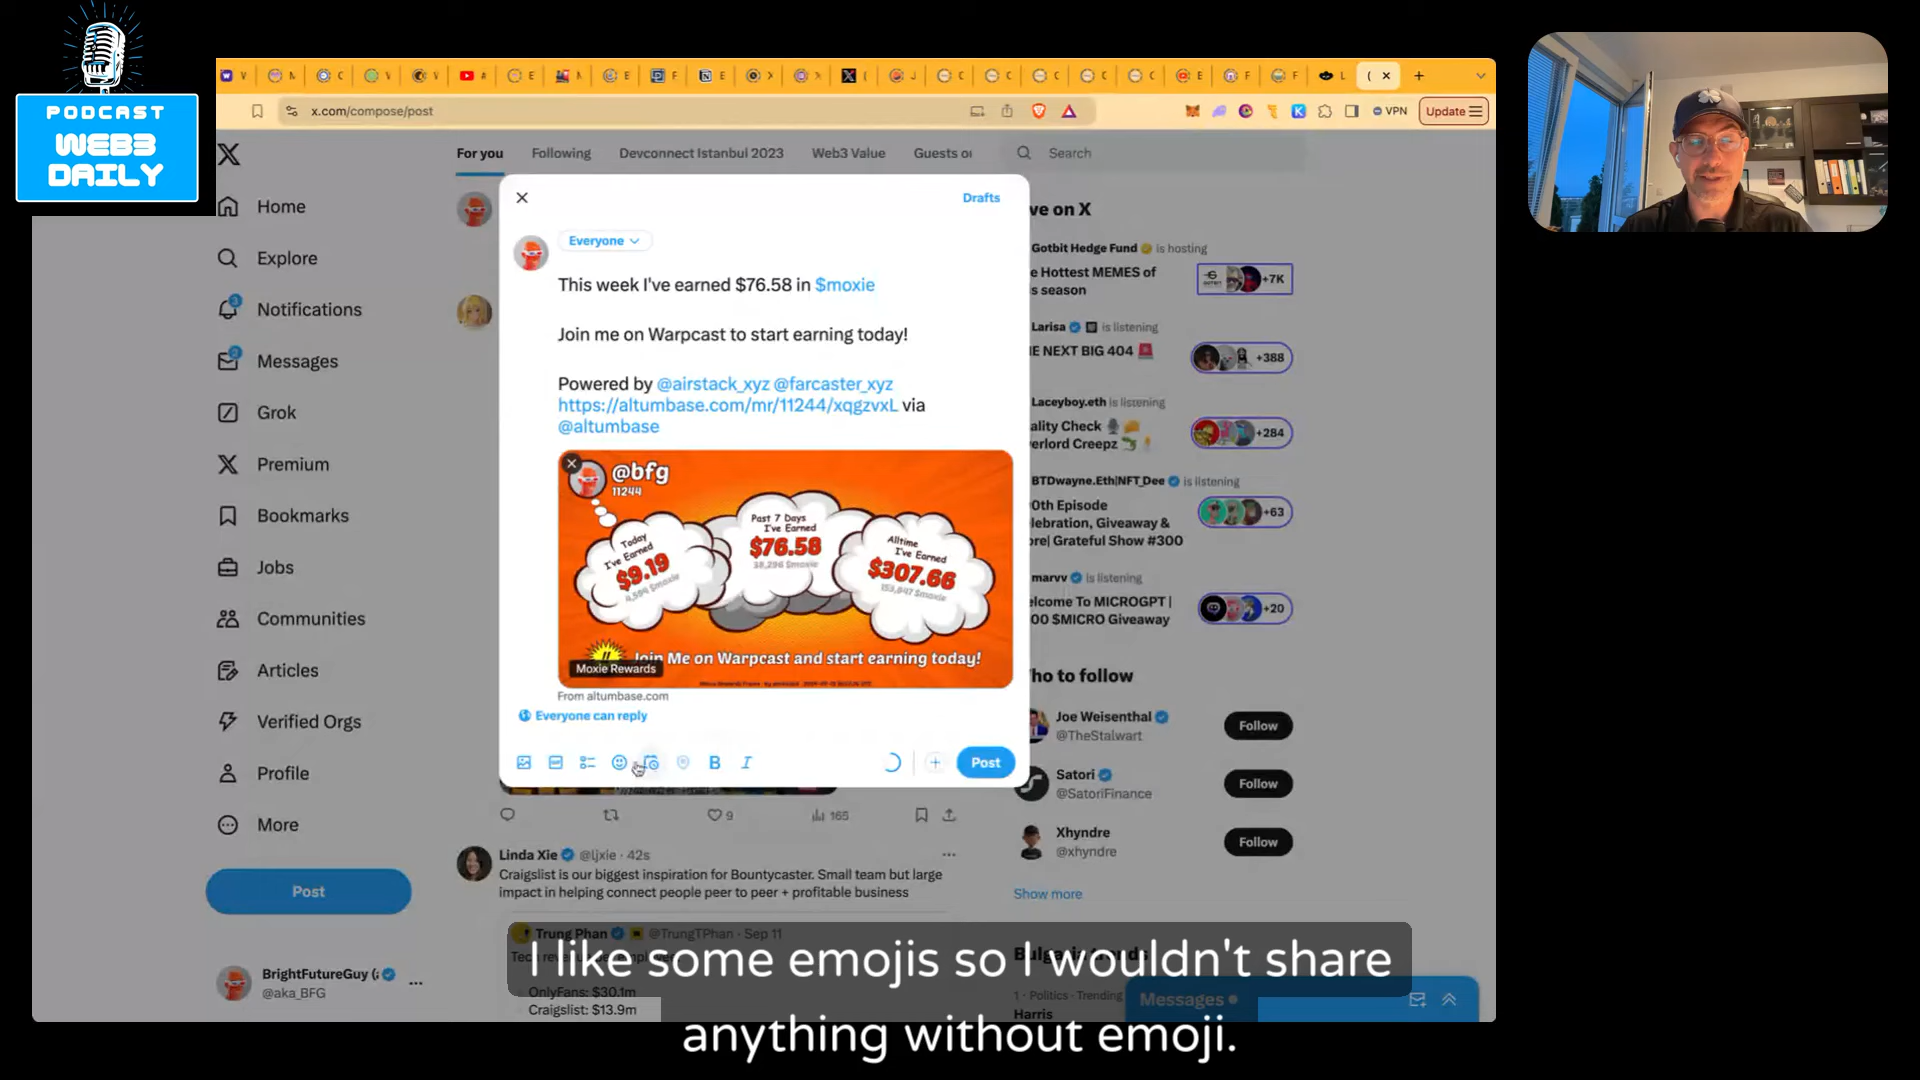 PODCAST
WEB3
DAILY
x.com/compose/post
VPN
Update
For you
Following
Devconnect Istanbul 2023
Web3 Value
Guests
Search
Home
Explore
3
Notifications
2
Messages
Grok
Premium
Bookmarks
Jobs
Communities
Articles
Verified Orgs
Profile
More
Post
BrightFutureGuy
@aka_BFG
Drafts
Everyone
This week I've earned $76.58 in $moxie
Join me on Warpcast to start earning today!
Powered by @airstack_xyz @farcaster_xyz
https://altumbase.com/mr/11244/xqgzvxL via
@altumbase
@bfg
11244
Today
I've Earned
$9.19
Past 7 Days
I've Earned
$76.58
38,296 $moxie
Alltime
I've Earned
$307.66
Join Me on Warpcast and start earning today!
Moxie Rewards
From altumbase.com
Everyone can reply
B I
Post
9
165
Linda Xie @ljxie · 42s
Craigslist is our biggest inspiration for Bountycaster. Small team but large
impact in helping connect people peer to peer + profitable business
Trung Phan @TrungTPhan · Sep 11
OnlyFans: $30.1m
Craigslist: $13.9m
ve on X
Gotbit Hedge Fund is hosting
e Hottest MEMES of
s season
+7K
Larisa is listening
E NEXT BIG 404
+388
Laceyboy.eth is listening
ality Check
verlord Creepz
+284
BTDwayne.Eth|NFT_Dee is listening
0th Episode
lebration, Giveaway &
ore| Grateful Show #300
+63
marvv is listening
elcome To MICROGPT |
00 $MICRO Giveaway
+20
ho to follow
Joe Weisenthal
@TheStalwart
Follow
Satori
@SatoriFinance
Follow
Xhyndre
@xhyndre
Follow
Show more
1 · Politics · Trending
Harris
Messages
I like some emojis so I wouldn't share
anything without emoji.